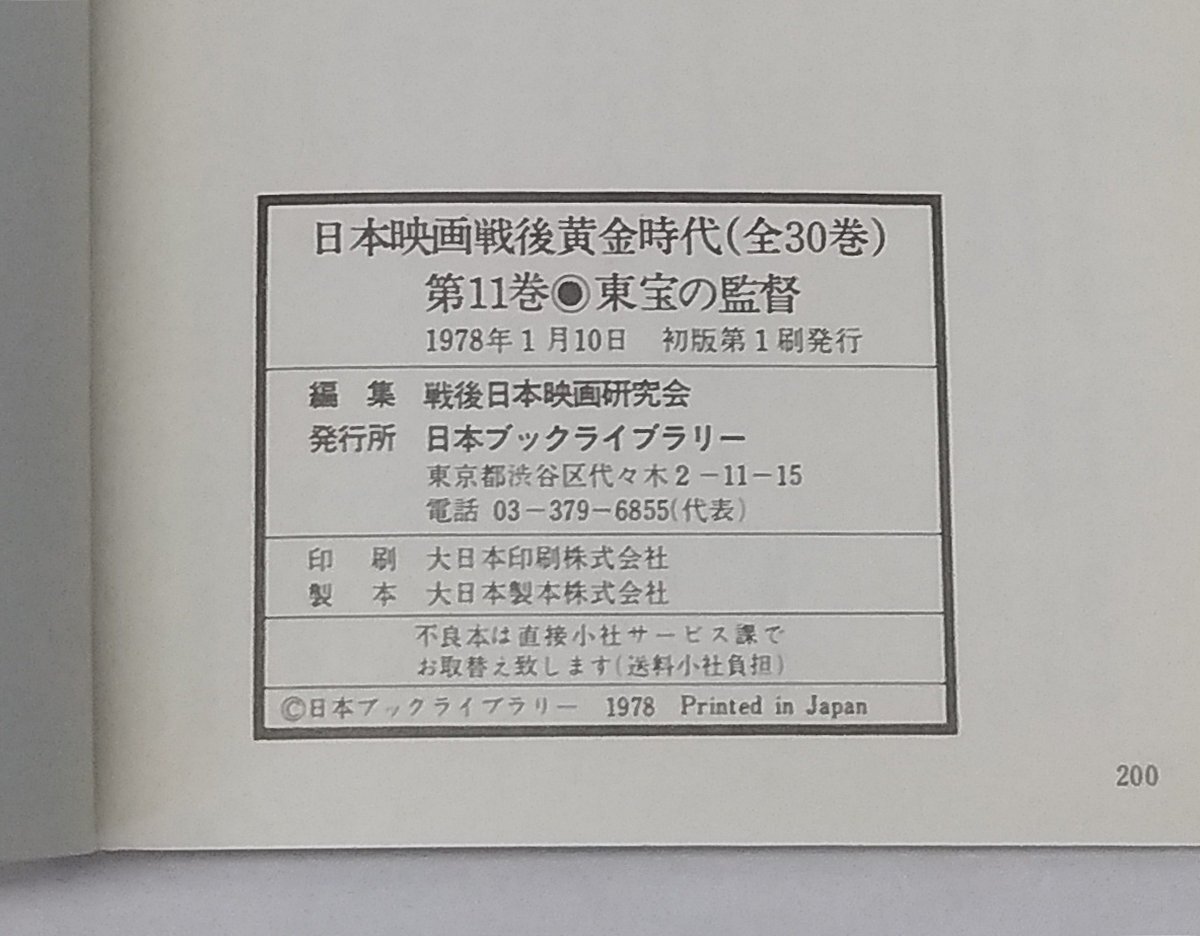 日本映画戦後黄金時代(全30巻)
第11巻◉東宝の監督
1978年1月10日 初版第1刷発行
編 集 戦後日本映画研究会
発行所 日本ブックライブラリー
東京都渋谷区代々木2-11-15
電話 03-379-6855(代表)
印 刷 大日本印刷株式会社
製 本 大日本製本株式会社
不良本は直接小社サービス課で
お取替え致します(送料小社負担)
©日本ブックライブラリー 1978 Printed in Japan
200